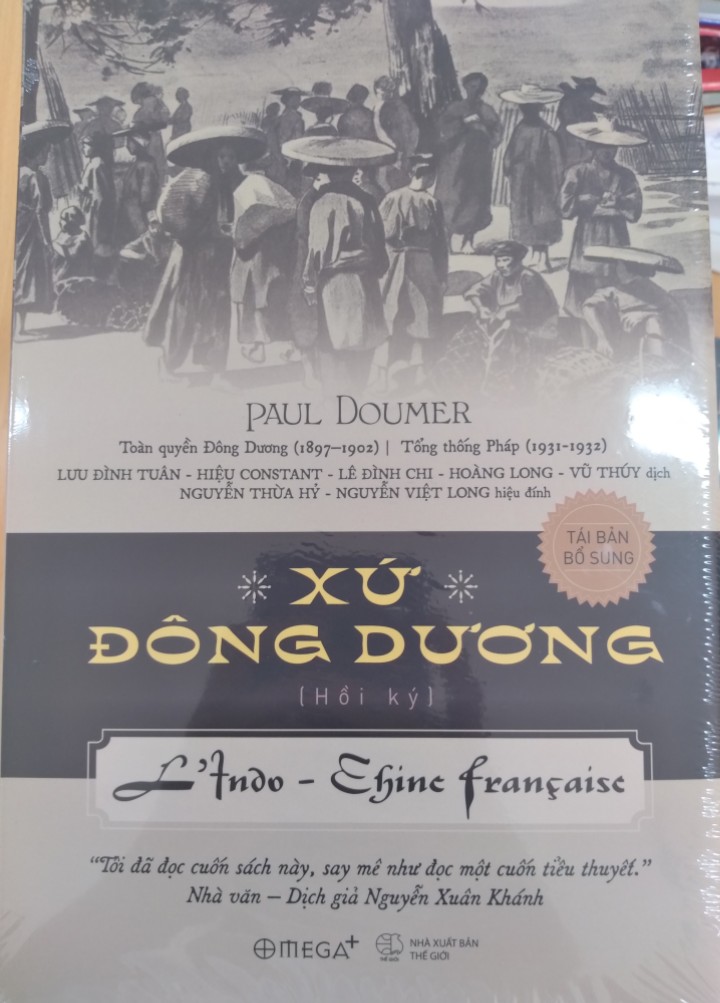 PAUL DOUMER
Toàn quyền Đông Dương (1897–1902) | Tổng thống Pháp (1931-1932)
LƯU ĐÌNH TUÂN - HIỆU CONSTANT - LÊ ĐÌNH CHI - HOÀNG LONG - VŨ THÚY dịch
NGUYỄN THỪA HỶ - NGUYỄN VIỆT LONG hiệu đính
TÁI BẢN
BỔ SUNG
XỨ
ĐÔNG DƯƠNG
(Hồi ký)
L'Indo - Chine française
“Tôi đã đọc cuốn sách này, say mê như đọc một cuốn tiểu thuyết.”
Nhà văn – Dịch giả Nguyễn Xuân Khánh
OMEGA+
THẾ GIỚI
NHÀ XUẤT BẢN
THẾ GIỚI